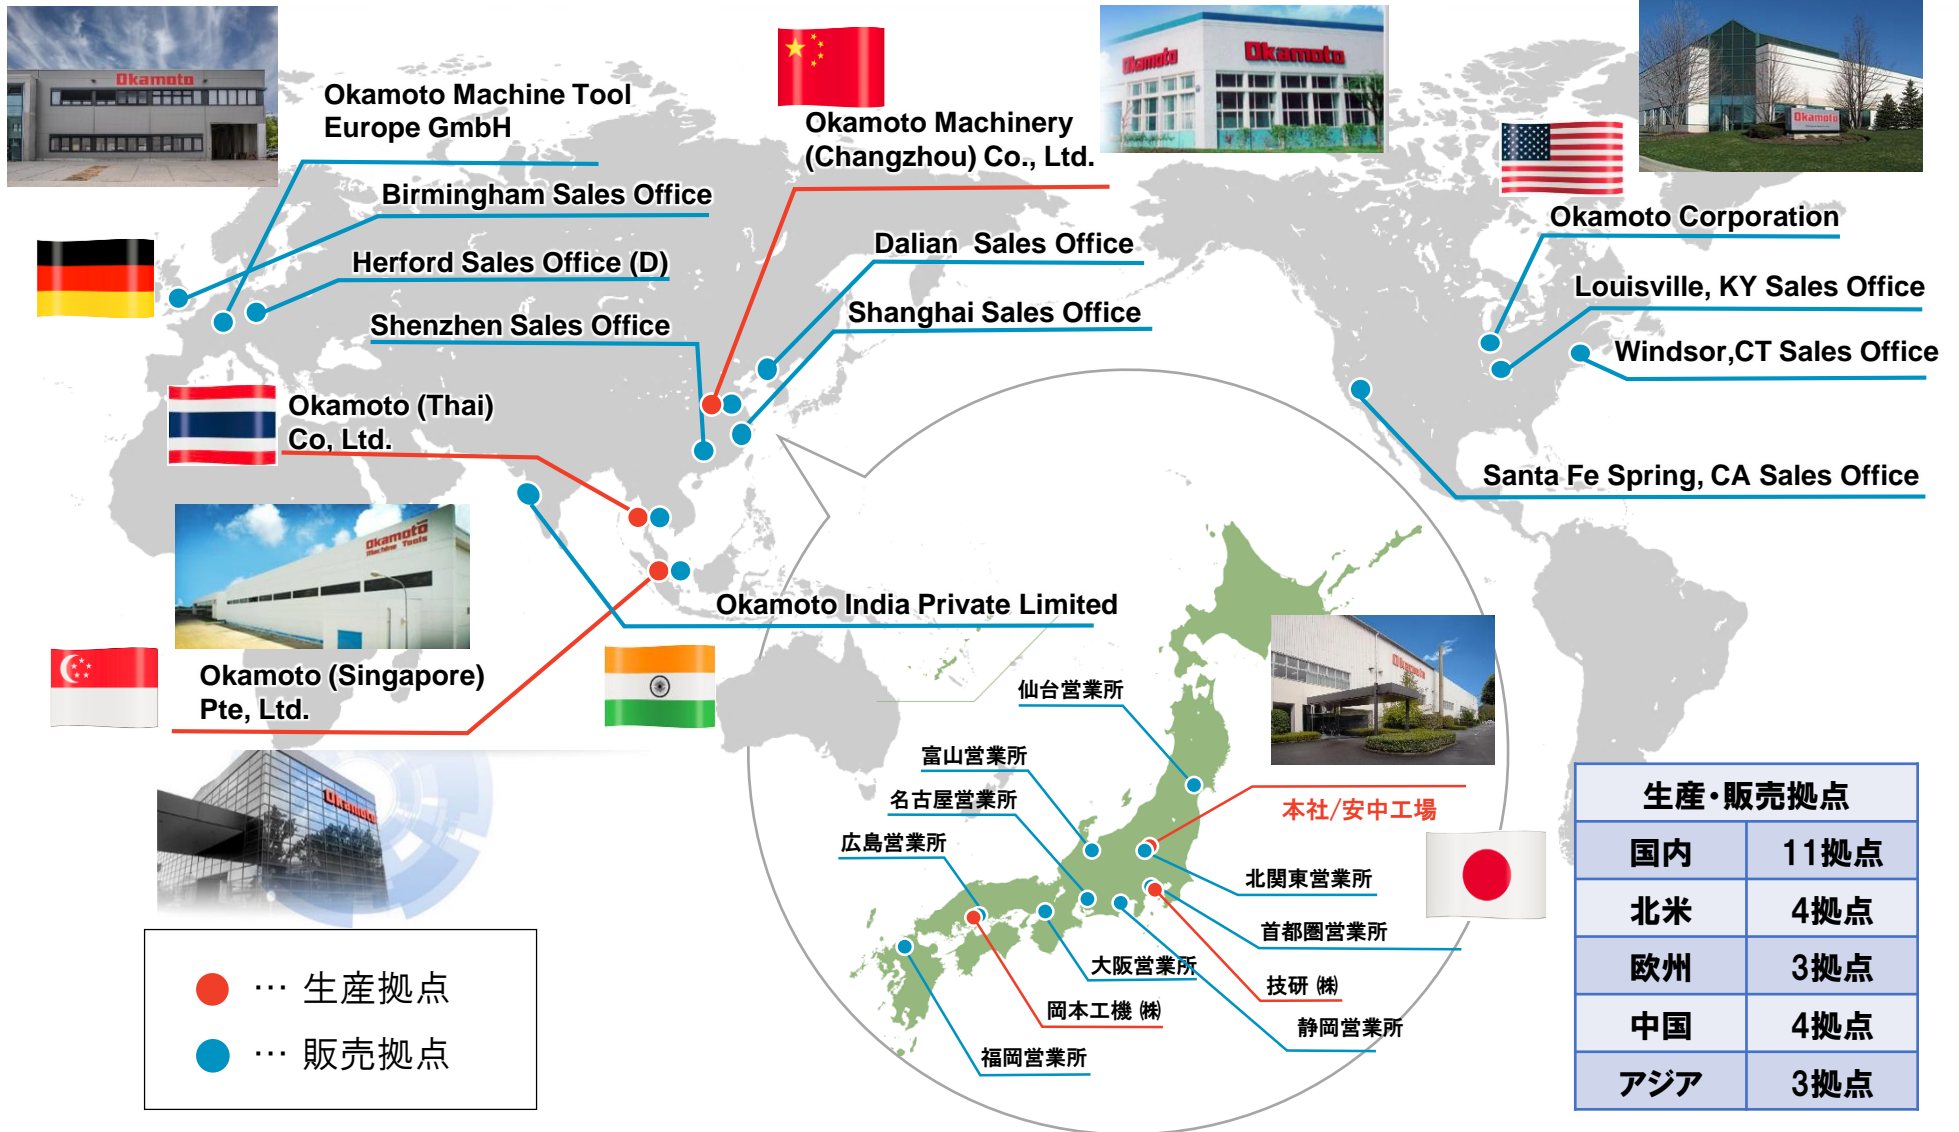 Okamoto
Okamoto Machine Tool
Europe GmbH
Birmingham Sales Office
Herford Sales Office (D)
Shenzhen Sales Office
Okamoto Machinery
(Changzhou) Co., Ltd.
Okamoto
Okamoto
Dalian  Sales Office
Shanghai Sales Office
Okamoto
Okamoto Corporation
Louisville, KY Sales Office
Windsor,CT Sales Office
Santa Fe Spring, CA Sales Office
Okamoto (Thai)
Co, Ltd.
Okamoto
Machine Tools
Okamoto India Private Limited
Okamoto (Singapore)
Pte, Ltd.
Okamoto
Okamoto
仙台営業所
富山営業所
名古屋営業所
広島営業所
本社/安中工場
北関東営業所
首都圏営業所
大阪営業所
技研 ㈱
岡本工機 ㈱
静岡営業所
福岡営業所
… 生産拠点
… 販売拠点
生産・販売拠点
国内 11拠点
北米 4拠点
欧州 3拠点
中国 4拠点
アジア 3拠点